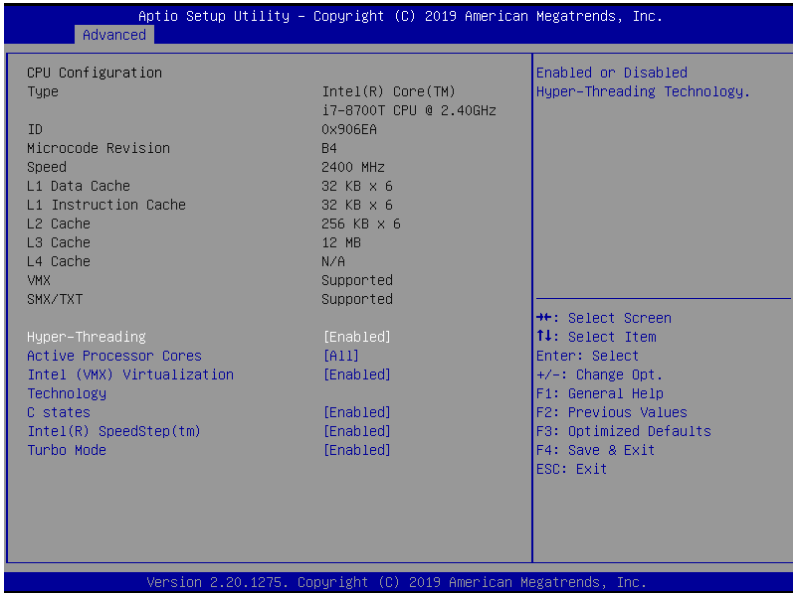 Aptio Setup Utility – Copyright (C) 2019 American Megatrends, Inc.
Advanced
CPU Configuration
Type Intel(R) Core(TM)
i7-8700T CPU @ 2.40GHz
ID 0x906EA
Microcode Revision B4
Speed 2400 MHz
L1 Data Cache 32 KB x 6
L1 Instruction Cache 32 KB x 6
L2 Cache 256 KB x 6
L3 Cache 12 MB
L4 Cache N/A
VMX Supported
SMX/TXT Supported
Hyper-Threading [Enabled]
Active Processor Cores [All]
Intel (VMX) Virtualization [Enabled]
Technology
C states [Enabled]
Intel(R) SpeedStep(tm) [Enabled]
Turbo Mode [Enabled]
Enabled or Disabled
Hyper-Threading Technology.
→←: Select Screen
↑↓: Select Item
Enter: Select
+/-: Change Opt.
F1: General Help
F2: Previous Values
F3: Optimized Defaults
F4: Save & Exit
ESC: Exit
Version 2.20.1275. Copyright (C) 2019 American Megatrends, Inc.